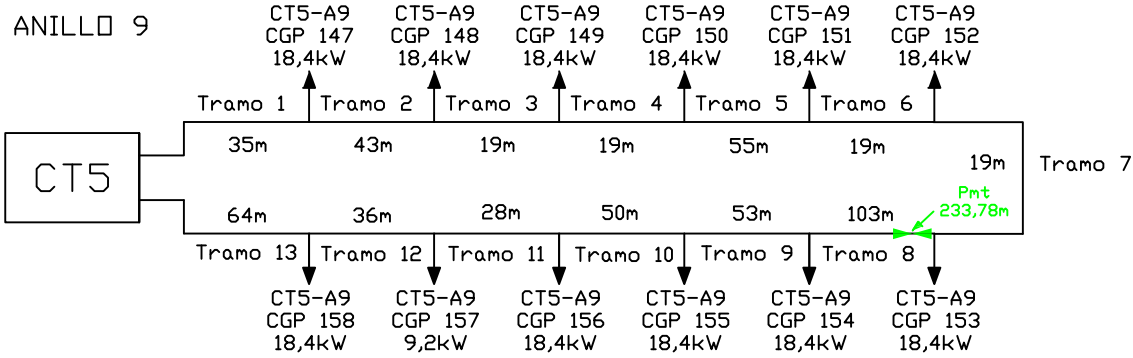 ANILLO 9
CT5-A9 CT5-A9 CT5-A9 CT5-A9 CT5-A9 CT5-A9
CGP 147 CGP 148 CGP 149 CGP 150 CGP 151 CGP 152
18,4kW 18,4kW 18,4kW 18,4kW 18,4kW 18,4kW
Tramo 1 Tramo 2 Tramo 3 Tramo 4 Tramo 5 Tramo 6
35m 43m 19m 19m 55m 19m
19m Tramo 7
CT5
Pmt
233,78m
64m 36m 28m 50m 53m 103m
Tramo 13 Tramo 12 Tramo 11 Tramo 10 Tramo 9 Tramo 8
CT5-A9 CT5-A9 CT5-A9 CT5-A9 CT5-A9 CT5-A9
CGP 158 CGP 157 CGP 156 CGP 155 CGP 154 CGP 153
18,4kW 9,2kW 18,4kW 18,4kW 18,4kW 18,4kW